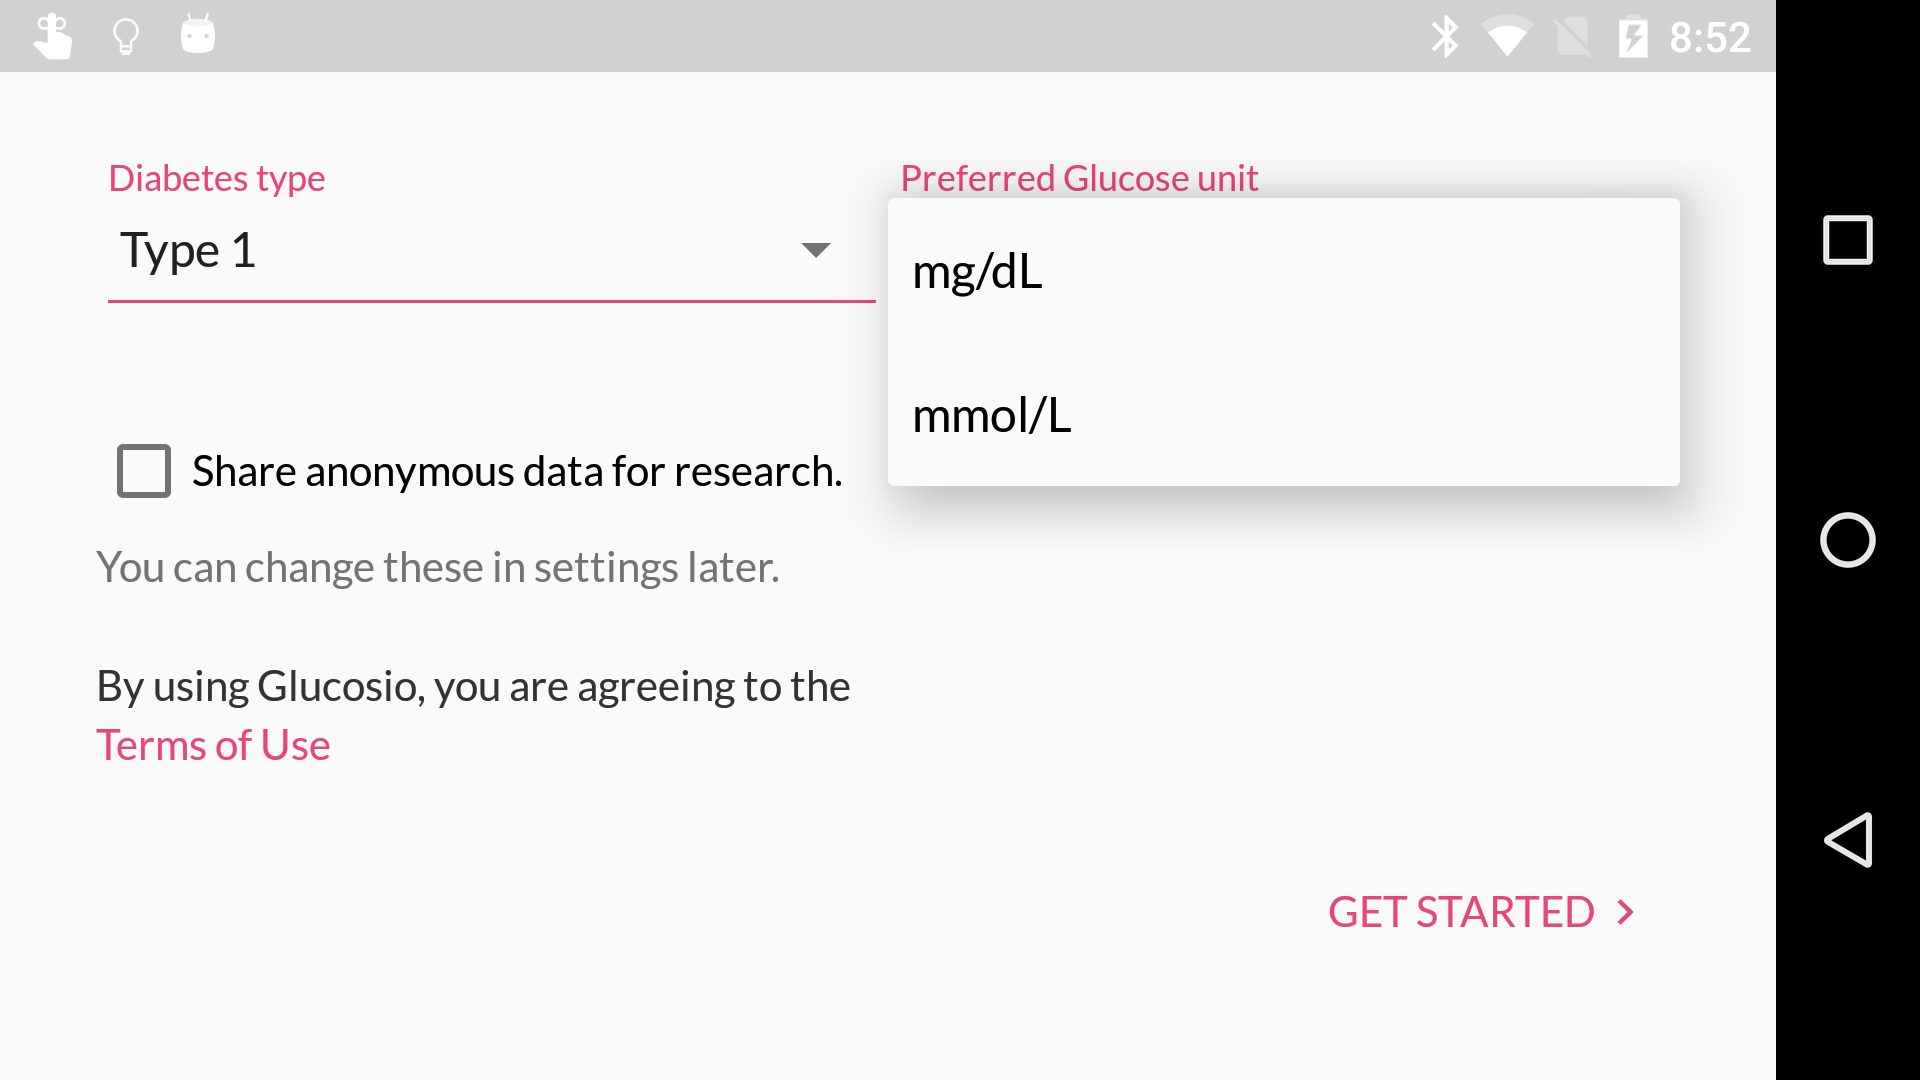 8:52
Diabetes type
Type 1
Preferred Glucose unit
mg/dL
mmol/L
Share anonymous data for research.
You can change these in settings later.
By using Glucosio, you are agreeing to the
Terms of Use
GET STARTED